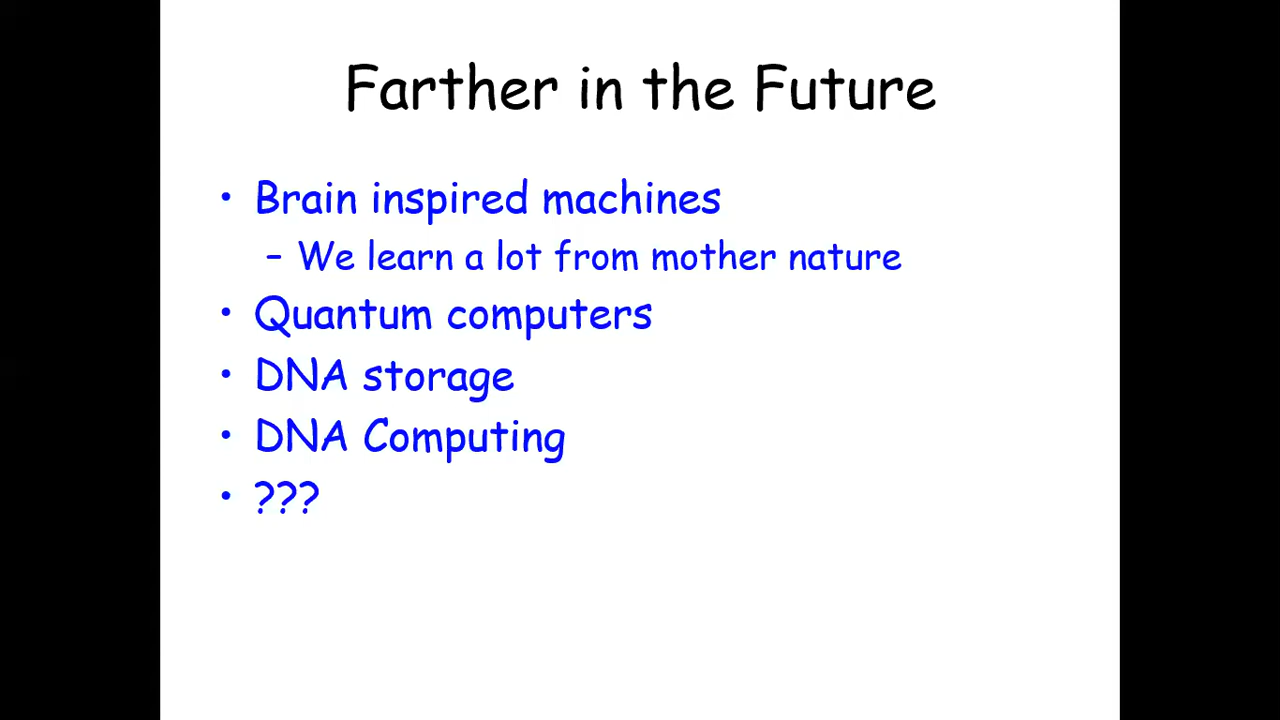 Farther in the Future
• Brain inspired machines
– We learn a lot from mother nature
• Quantum computers
• DNA storage
• DNA Computing
• ???